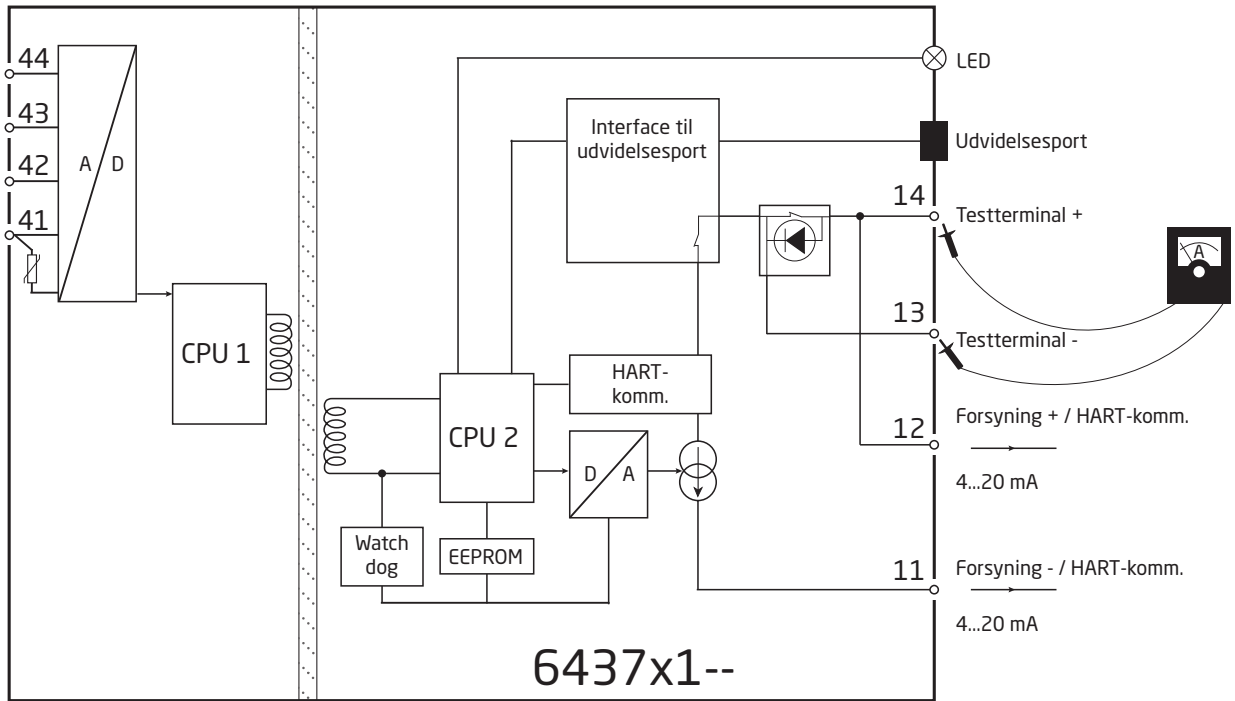 44
43
42
41
A / D
CPU 1
CPU 2
Watch
dog
EEPROM
Interface til
udvidelsesport
HART-
komm.
D / A
LED
Udvidelsesport
14
Testterminal +
A
13
Testterminal -
12
Forsyning + / HART-komm.
4...20 mA
11
Forsyning - / HART-komm.
4...20 mA
6437x1--